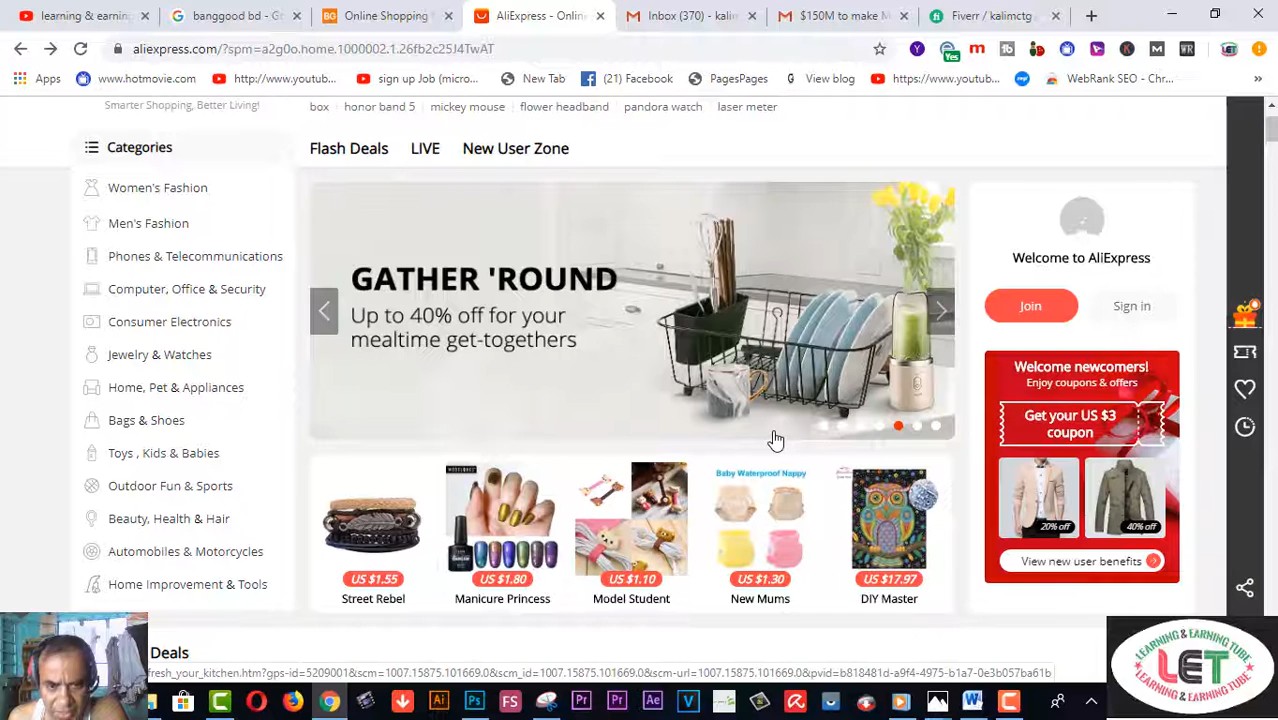 learning & earning
banggood bd - G
Online Shopping
AliExpress - Onlin
Inbox (370) - kalim
$150M to make M
Fiverr / kalimctg
aliexpress.com/?spm=a2g0o.home.1000002.1.26fb2c25J4TwAT
Yes
Apps
www.hotmovie.com
http://www.youtub...
sign up Job (micro...
New Tab
(21) Facebook
PagesPages
View blog
https://www.youtub...
WebRank SEO - Chr...
Smarter Shopping, Better Living!
box
honor band 5
mickey mouse
flower headband
pandora watch
laser meter
Categories
Flash Deals
LIVE
New User Zone
Women's Fashion
Men's Fashion
Phones & Telecommunications
Computer, Office & Security
Consumer Electronics
Jewelry & Watches
Home, Pet & Appliances
Bags & Shoes
Toys , Kids & Babies
Outdoor Fun & Sports
Beauty, Health & Hair
Automobiles & Motorcycles
Home Improvement & Tools
GATHER 'ROUND
Up to 40% off for your
mealtime get-togethers
Welcome to AliExpress
Join
Sign in
Welcome newcomers!
Enjoy coupons & offers
Get your US $3
coupon
20% off
40% off
View new user benefits
Baby Waterproof Nappy
US $1.55
US $1.80
US $1.10
US $1.30
US $17.97
Street Rebel
Manicure Princess
Model Student
New Mums
DIY Master
Deals
fresh_your_kitchen.htm?gps-id=5209001&scm=1007.15875.101669.0&scm_id=1007.15875.101669.0&scm-url=1007.15875.101669.0&pvid=b818481d-a9f4-4975-b1a7-0e3b057ba61b
LEARNING & EARNING TUBE
LET
LEARNING & EARNING TUBE